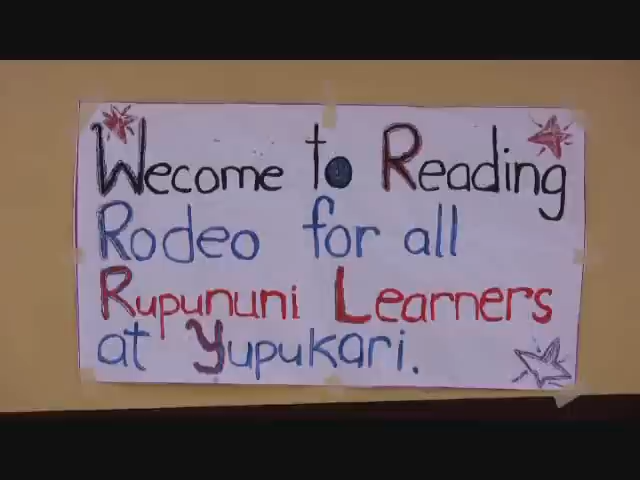 Wecome to Reading
Rodeo for all
Rupununi Learners
at Yupukari.